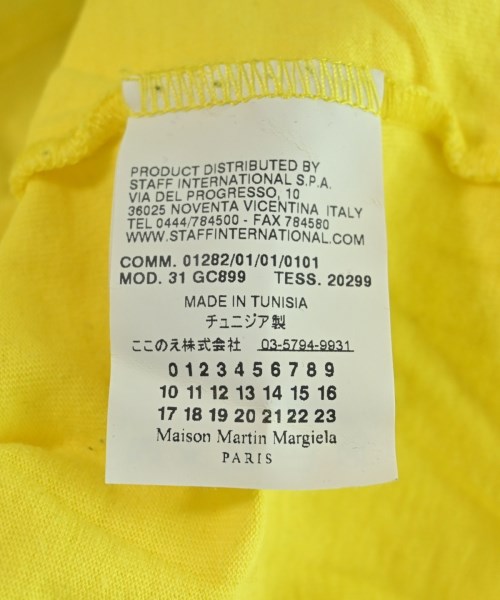 PRODUCT DISTRIBUTED BY
STAFF INTERNATIONAL S.P.A.
VIA DEL PROGRESSO, 10
36025 NOVENTA VICENTINA ITALY
TEL 0444/784500 - FAX 784580
WWW.STAFFINTERNATIONAL.COM
COMM. 01282/01/01/0101
MOD. 31 GC899 TESS. 20299
MADE IN TUNISIA
チュニジア製
ここのえ株式会社 03-5794-9931
0 1 2 3 4 5 6 7 8 9
10 11 12 13 14 15 16
17 18 19 20 21 22 23
Maison Martin Margiela
PARIS